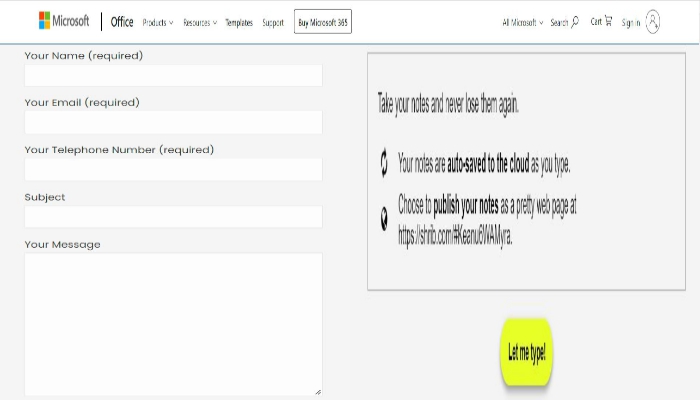 Microsoft
Office
Products
Resources
Templates
Support
Buy Microsoft 365
All Microsoft
Search
Cart
Sign in
Your Name (required)
Your Email (required)
Your Telephone Number (required)
Subject
Your Message
Take your notes and never lose them again.
Your notes are auto-saved to the cloud as you type.
Choose to publish your notes as a pretty web page at
https://shrib.com/#Keanu6WAMyra.
Let me type!